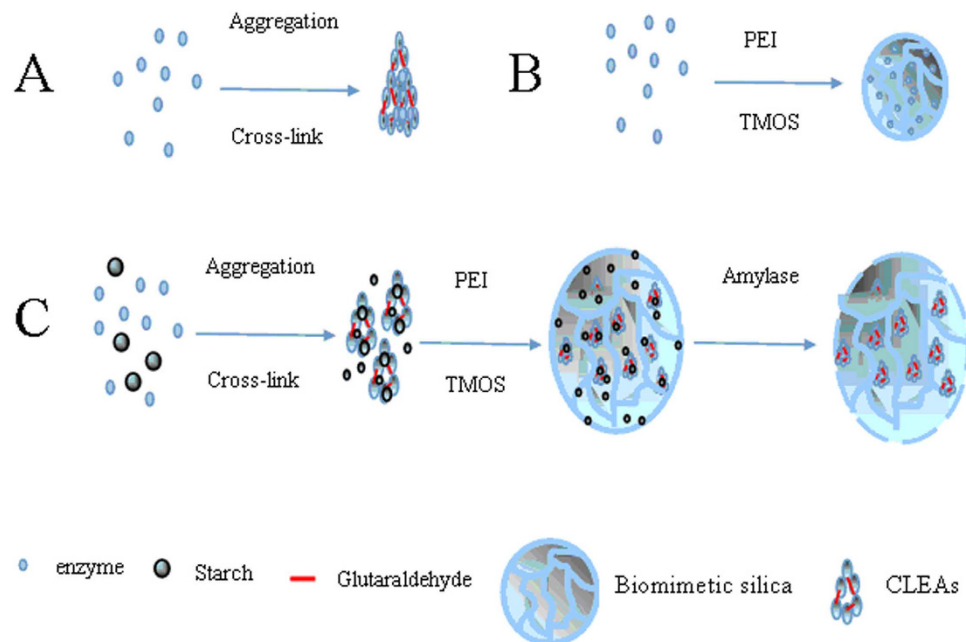 A
Aggregation
Cross-link
B
PEI
TMOS
C
Aggregation
Cross-link
PEI
TMOS
Amylase
enzyme
Starch
Glutaraldehyde
Biomimetic silica
CLEAs